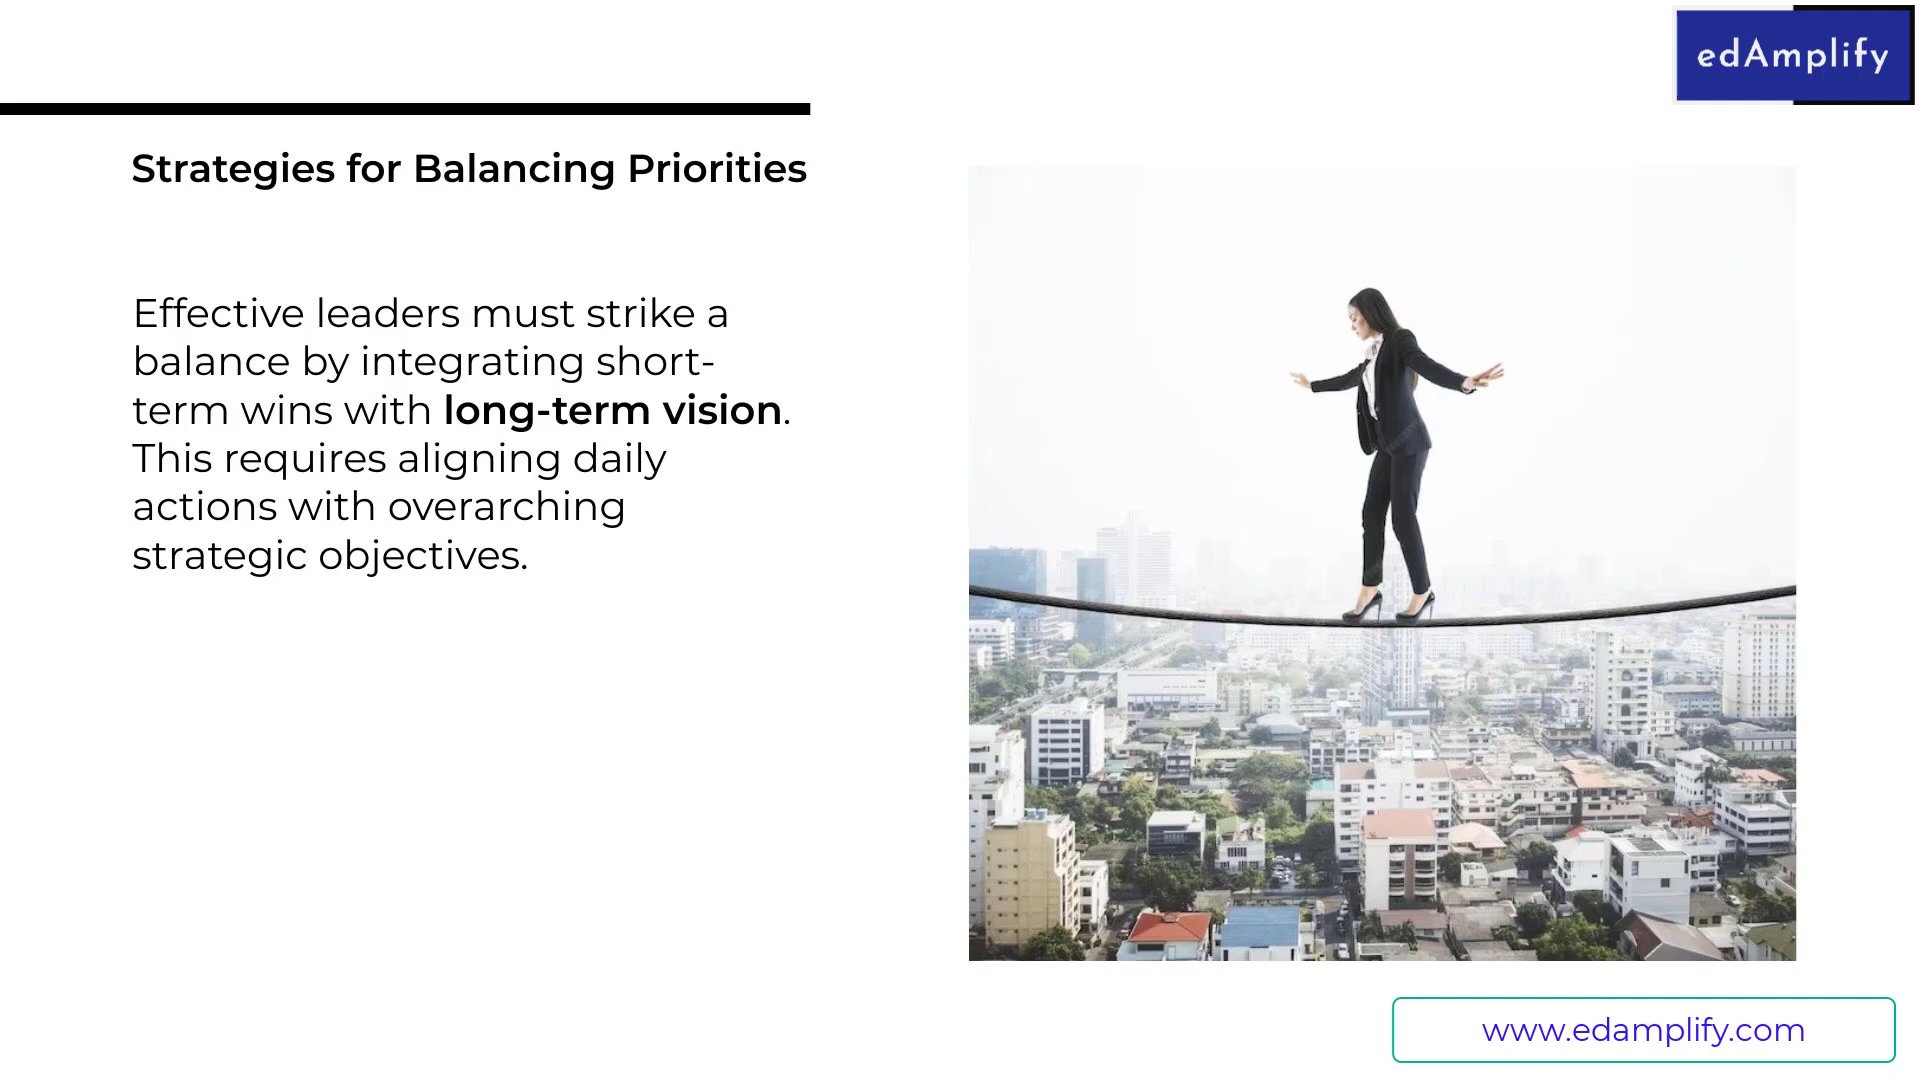 edAmplify
Strategies for Balancing Priorities
Effective leaders must strike a
balance by integrating short-
term wins with long-term vision.
This requires aligning daily
actions with overarching
strategic objectives.
www.edamplify.com